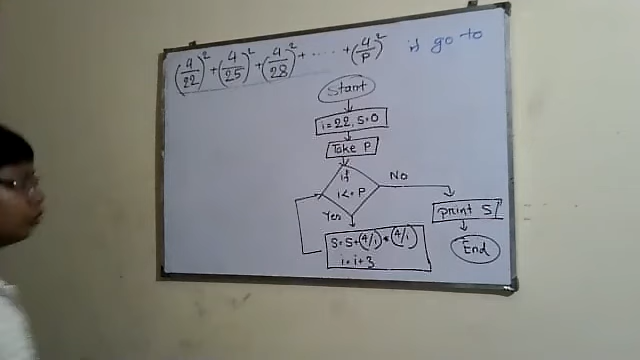 (4/22)² + (4/25)² + (4/28)² + ..... + (4/P)² if go to
Start
i=22, S=0
Take P
if
i<=P
No
Yes
print S
S=S+(4/i)*(4/i)
i=i+3
End